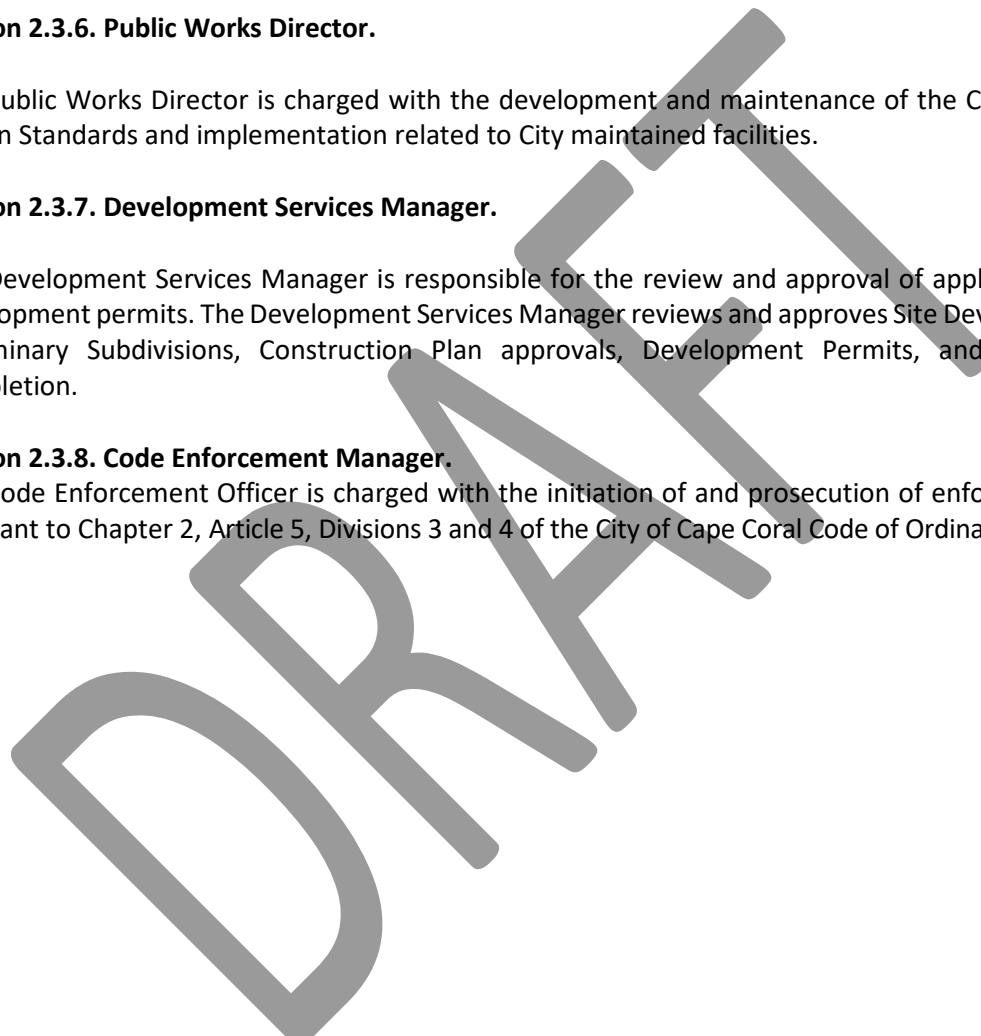 on 2.3.6. Public Works Director.
ublic Works Director is charged with the development and maintenance of the C
n Standards and implementation related to City maintained facilities.
on 2.3.7. Development Services Manager.
Development Services Manager is responsible for the review and approval of appl
opment permits. The Development Services Manager reviews and approves Site Dev
minary Subdivisions, Construction Plan approvals, Development Permits, and
letion.
on 2.3.8. Code Enforcement Manager.
ode Enforcement Officer is charged with the initiation of and prosecution of enfo
ant to Chapter 2, Article 5, Divisions 3 and 4 of the City of Cape Coral Code of Ordina
DRAFT